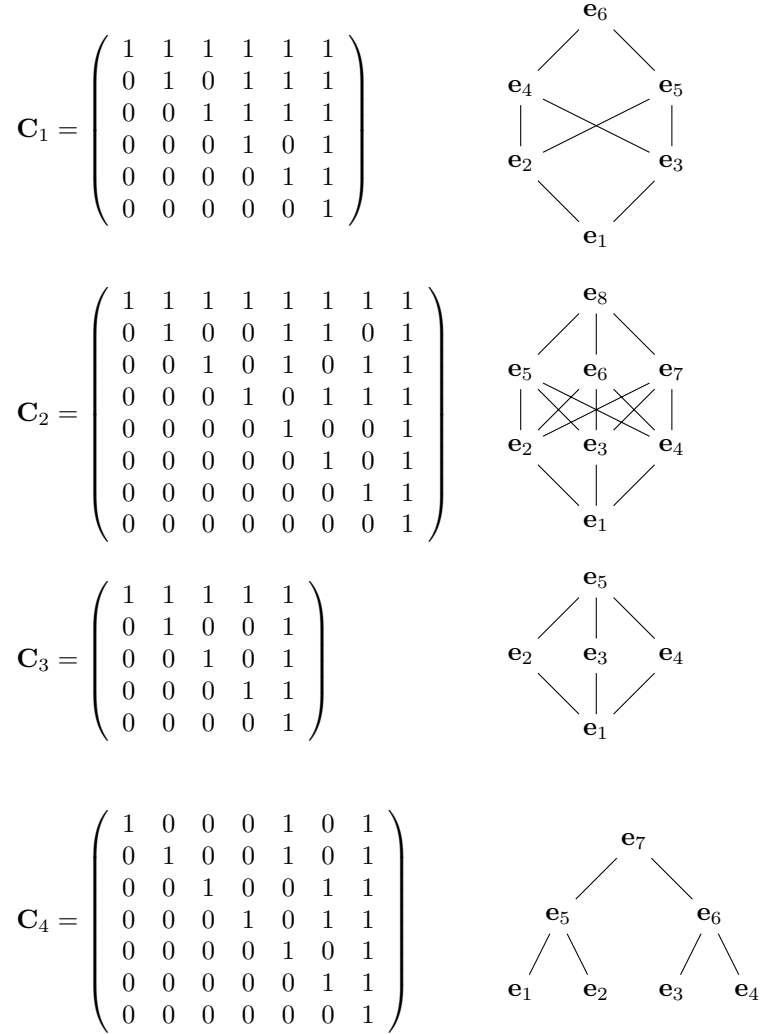 C₁ =
1 1 1 1 1 1
0 1 0 1 1 1
0 0 1 1 1 1
0 0 0 1 0 1
0 0 0 0 1 1
0 0 0 0 0 1
e₆
e₄ e₅
e₂ e₃
e₁
C₂ =
1 1 1 1 1 1 1 1
0 1 0 0 1 1 0 1
0 0 1 0 1 0 1 1
0 0 0 1 0 1 1 1
0 0 0 0 1 0 0 1
0 0 0 0 0 1 0 1
0 0 0 0 0 0 1 1
0 0 0 0 0 0 0 1
e₈
e₅ e₆ e₇
e₂ e₃ e₄
e₁
C₃ =
1 1 1 1 1
0 1 0 0 1
0 0 1 0 1
0 0 0 1 1
0 0 0 0 1
e₅
e₂ e₃ e₄
e₁
C₄ =
1 0 0 0 1 0 1
0 1 0 0 1 0 1
0 0 1 0 0 1 1
0 0 0 1 0 1 1
0 0 0 0 1 0 1
0 0 0 0 0 1 1
0 0 0 0 0 0 1
e₇
e₅ e₆
e₁ e₂ e₃ e₄